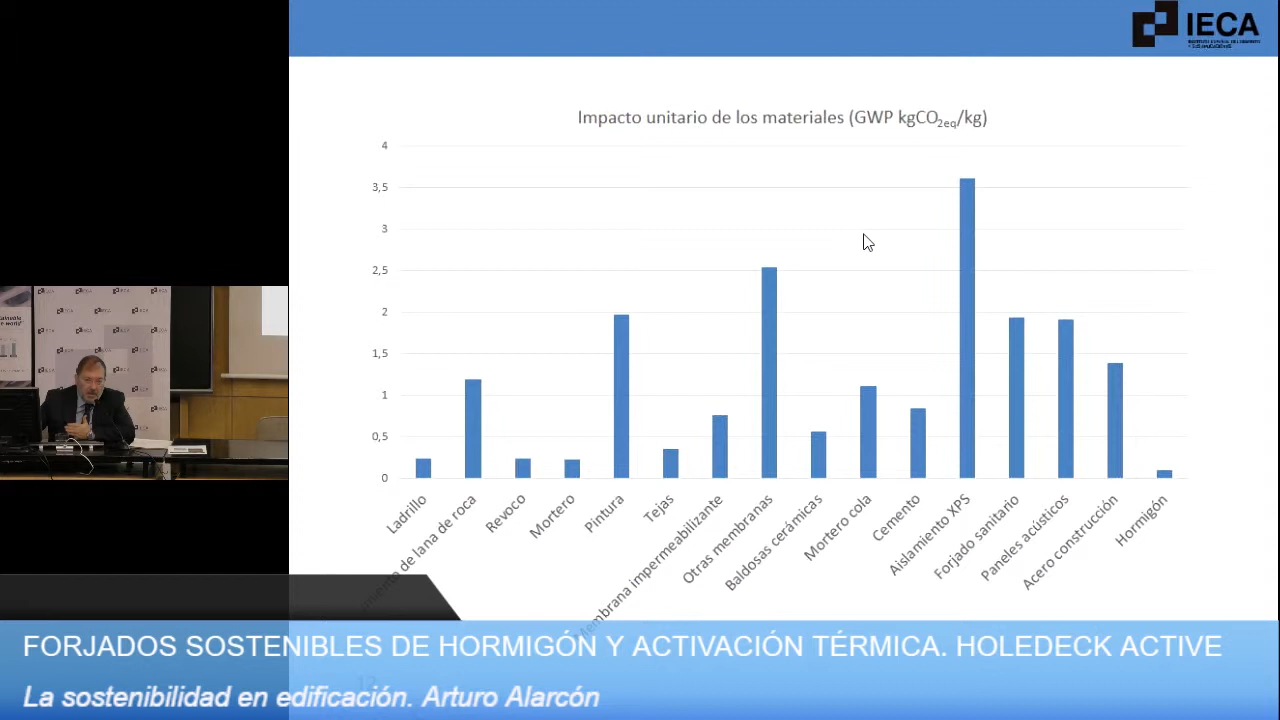 IECA
Impacto unitario de los materiales (GWP kgCO2eq/kg)
4
3,5
3
2,5
2
1,5
1
0,5
0
Ladrillo
miento de lana de roca
Revoco
Mortero
Pintura
Tejas
Membrana impermeabilizante
Otras membranas
Baldosas cerámicas
Mortero cola
Cemento
Aislamiento XPS
Forjado sanitario
Paneles acústicos
Acero construcción
Hormigón
FORJADOS SOSTENIBLES DE HORMIGÓN Y ACTIVACIÓN TÉRMICA. HOLEDECK ACTIVE
La sostenibilidad en edificación. Arturo Alarcón